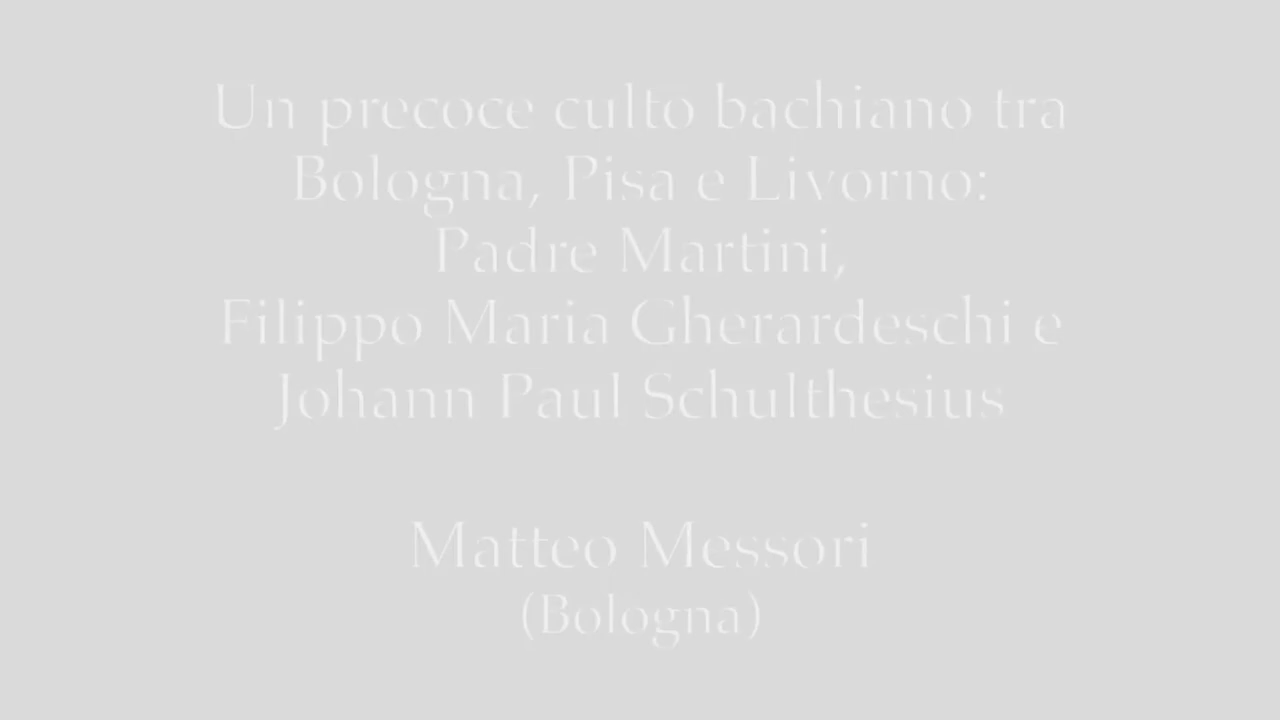 Un precoce culto bachiano tra
Bologna, Pisa e Livorno:
Padre Martini,
Filippo Maria Gherardeschi e
Johann Paul Schulthesius
Matteo Messori
(Bologna)